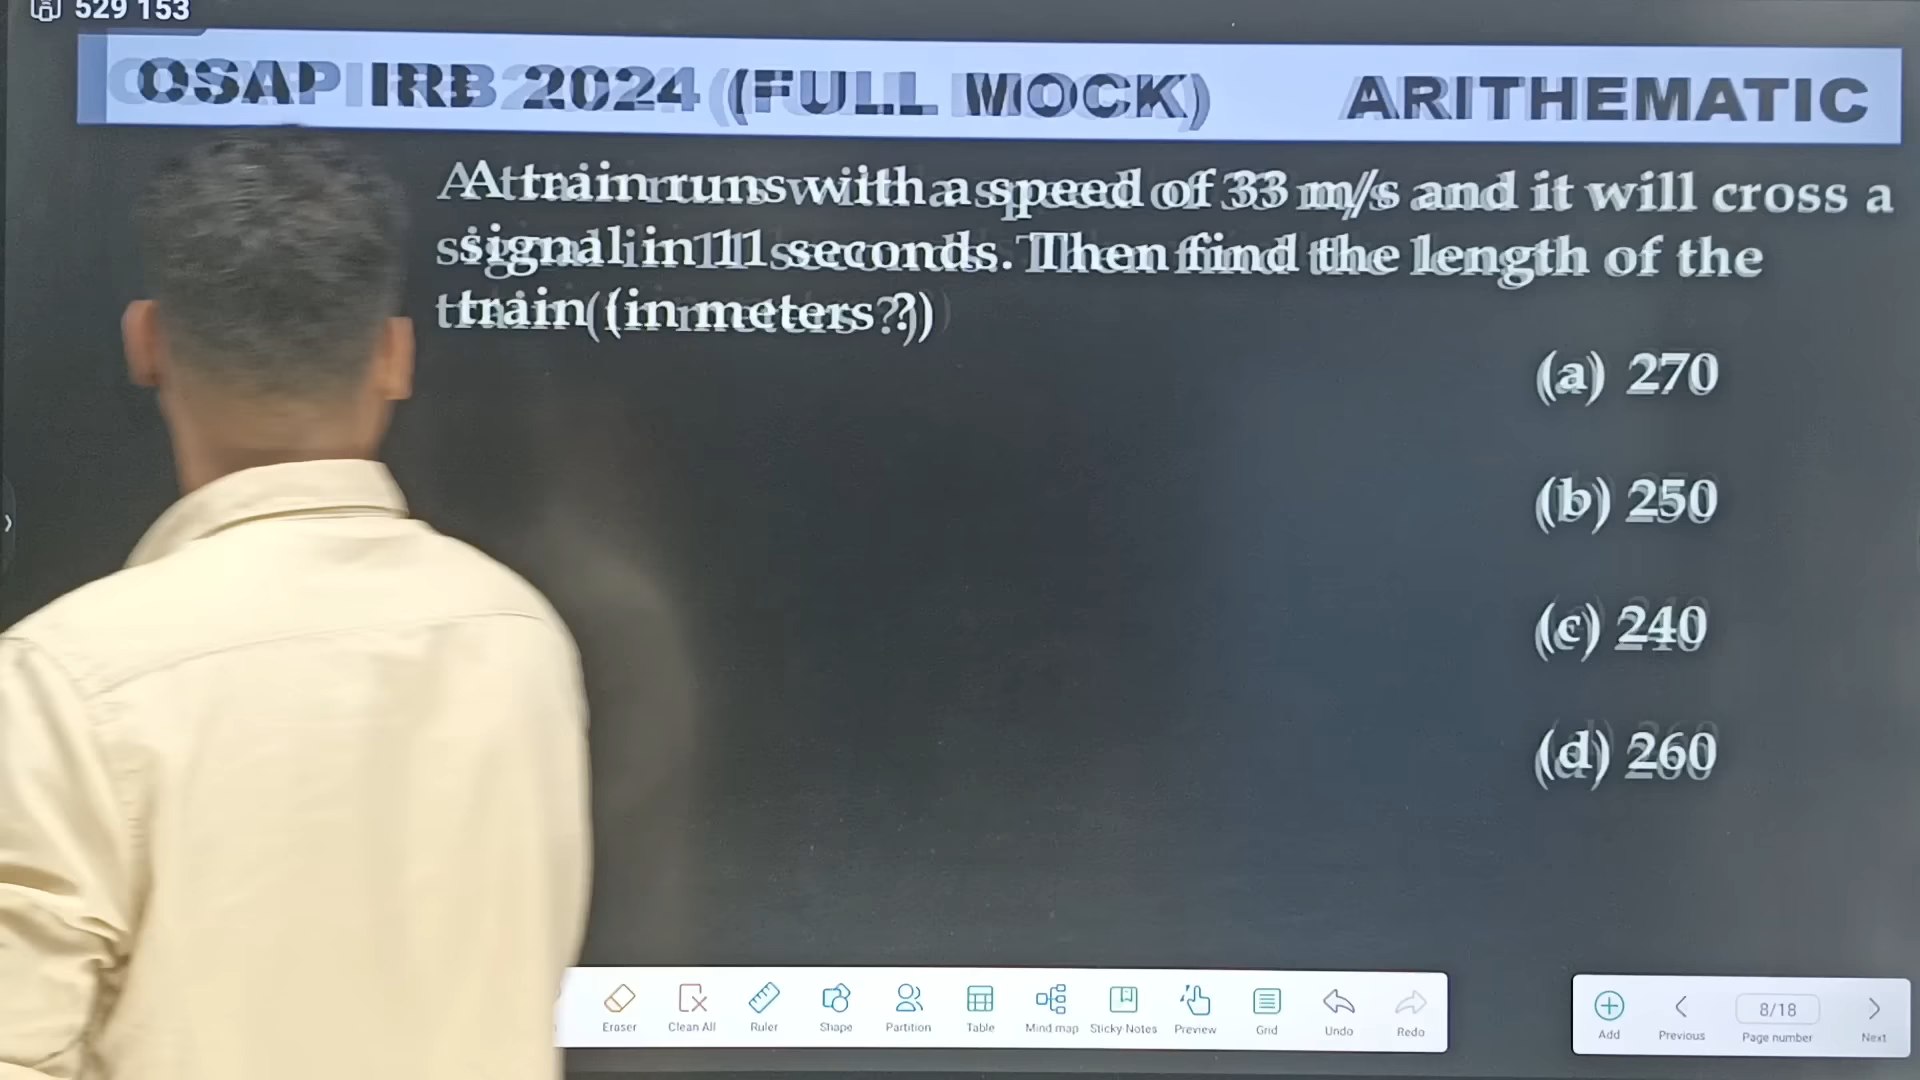 529 153
OSAP IRB 2024 (FULL MOCK) ARITHEMATIC
A train runs with a speed of 33 m/s and it will cross a
signal in 11 seconds. Then find the length of the
train (in meters?)
(a) 270
(b) 250
(c) 240
(d) 260
Eraser Clean All Ruler Shape Partition Table Mind map Sticky Notes Preview Grid Undo Redo
Add Previous 8/18 Page number Next